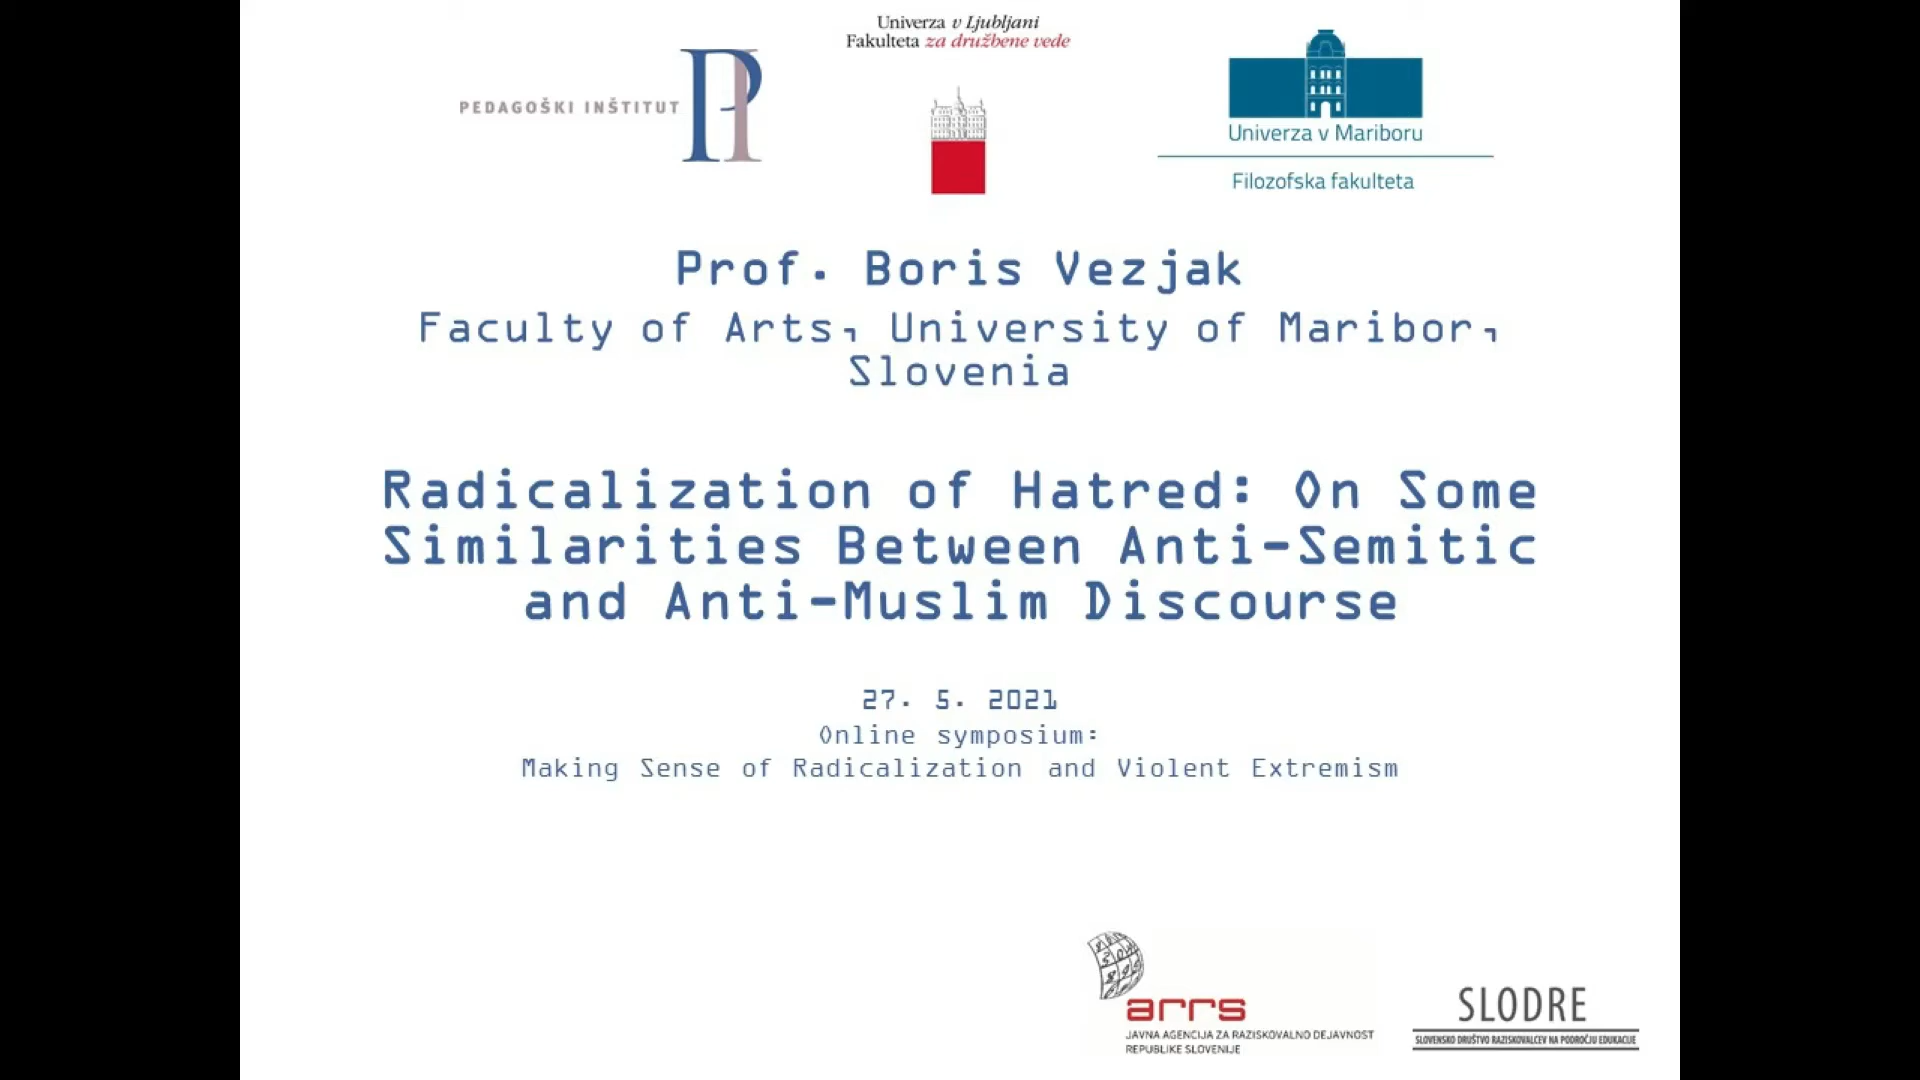 PEDAGOŠKI INŠTITUT
PI
Univerza v Ljubljani
Fakulteta za družbene vede
Univerza v Mariboru
Filozofska fakulteta
Prof. Boris Vezjak
Faculty of Arts, University of Maribor,
Slovenia
Radicalization of Hatred: On Some
Similarities Between Anti-Semitic
and Anti-Muslim Discourse
27. 5. 2021
Online symposium:
Making Sense of Radicalization and Violent Extremism
arrs
JAVNA AGENCIJA ZA RAZISKOVALNO DEJAVNOST
REPUBLIKE SLOVENIJE
SLODRE
SLOVENSKO DRUŠTVO RAZISKOVALCEV NA PODROČJU EDUKACIJE